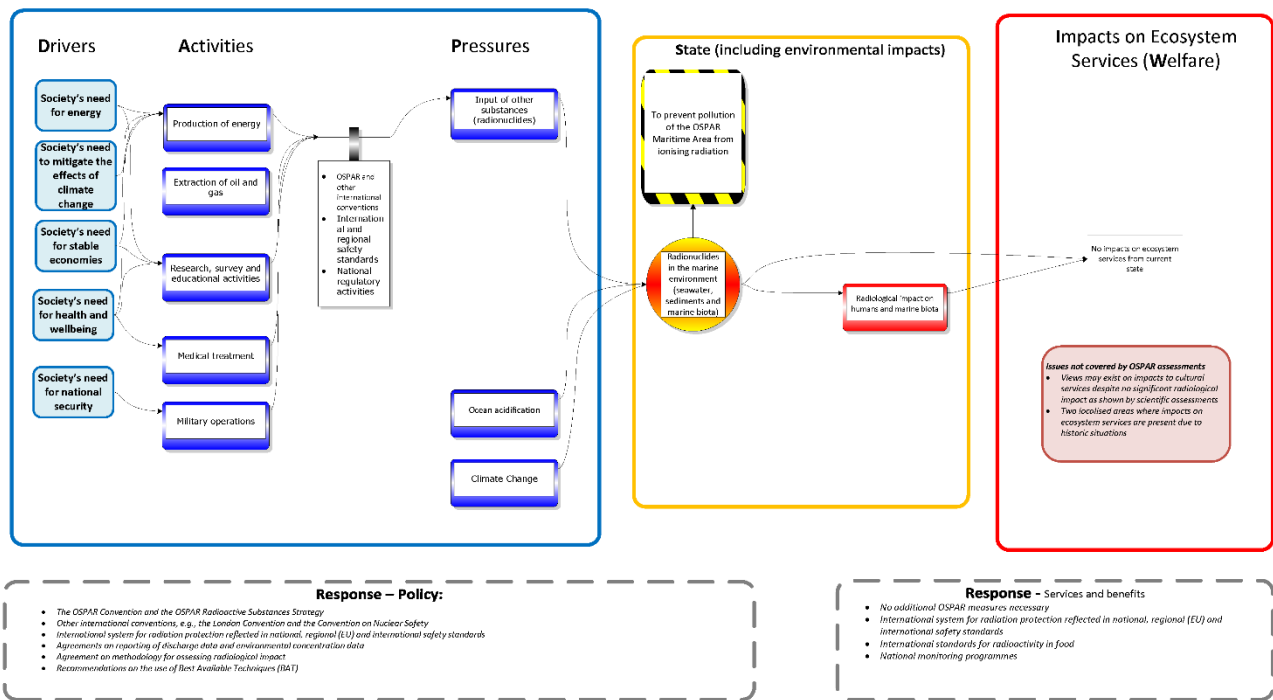 Drivers
Activities
Pressures
State (including environmental impacts)
Impacts on Ecosystem
Services (Welfare)
Society's need
for energy
Society's need
to mitigate the
effects of
climate
change
Society's need
for stable
economies
Society's need
for health and
wellbeing
Society's need
for national
security
Production of energy
Extraction of oil and
gas
Research, survey and
educational activities
Medical treatment
Military operations
• OSPAR and
other
international
conventions
• Internation
al and
regional
safety
standards
• National
regulatory
activities
Input of other
substances
(radionuclides)
Ocean acidification
Climate Change
To prevent pollution
of the OSPAR
Maritime Area from
ionising radiation
Radionuclides
in the marine
environment
(seawater,
sediments and
marine biota)
Radiological impact on
humans and marine biota
No impacts on ecosystem
services from current
state
Issues not covered by OSPAR assessments
• Views may exist on impacts to cultural
services despite no significant radiological
impact as shown by scientific assessments
• Two localised areas where impacts on
ecosystem services are present due to
historic situations
Response – Policy:
• The OSPAR Convention and the OSPAR Radioactive Substances Strategy
• Other international conventions, e.g., the London Convention and the Convention on Nuclear Safety
• International system for radiation protection reflected in national, regional (EU) and international safety standards
• Agreements on reporting of discharge data and environmental concentration data
• Agreement on methodology for assessing radiological impact
• Recommendations on the use of Best Available Techniques (BAT)
Response - Services and benefits
• No additional OSPAR measures necessary
• International system for radiation protection reflected in national, regional (EU) and
international safety standards
• International standards for radioactivity in food
• National monitoring programmes